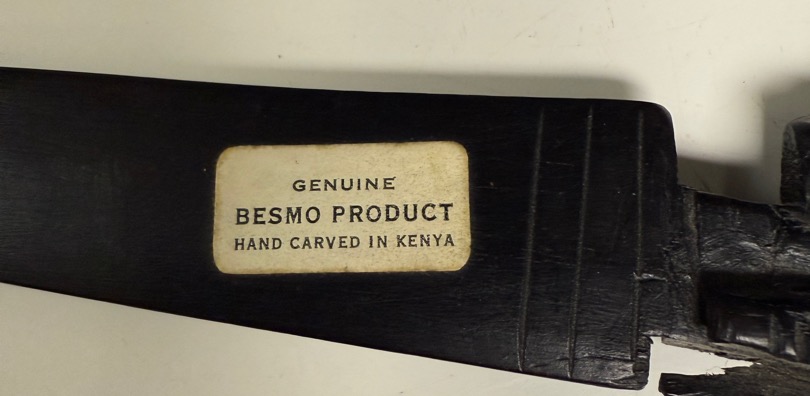 GENUINE
BESMO PRODUCT
HAND CARVED IN KENYA